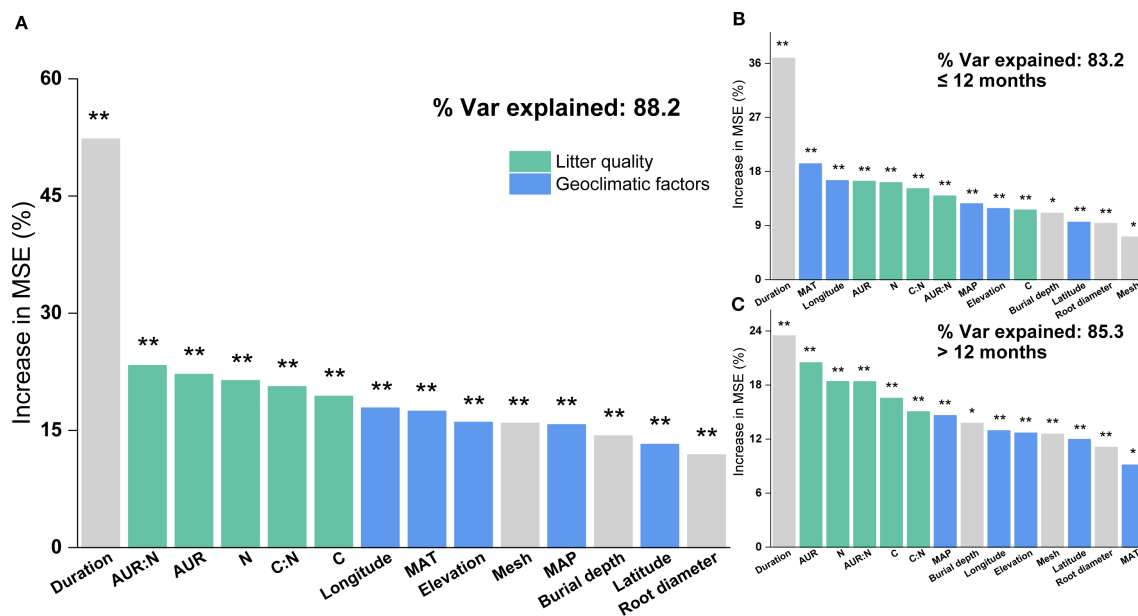 A
Increase in MSE (%)
60
45
30
15
0
% Var explained: 88.2
Litter quality
Geoclimatic factors
** ** ** ** ** ** ** ** ** ** ** ** ** **
Duration AUR:N AUR N C:N C Longitude MAT Elevation Mesh MAP Burial depth Latitude Root diameter
B
Increase in MSE (%)
36
27
18
9
0
% Var expained: 83.2
≤ 12 months
** ** ** ** ** ** ** ** ** ** * ** ** *
Duration MAT Longitude AUR N C:N AUR:N MAP Elevation C Burial depth Latitude Root diameter Mesh
C
Increase in MSE (%)
24
18
12
6
0
% Var expained: 85.3
> 12 months
** ** ** ** ** ** ** * ** ** ** ** ** *
Duration AUR N AUR:N C C:N MAP Burial depth Longitude Elevation Mesh Latitude Root diameter MAT